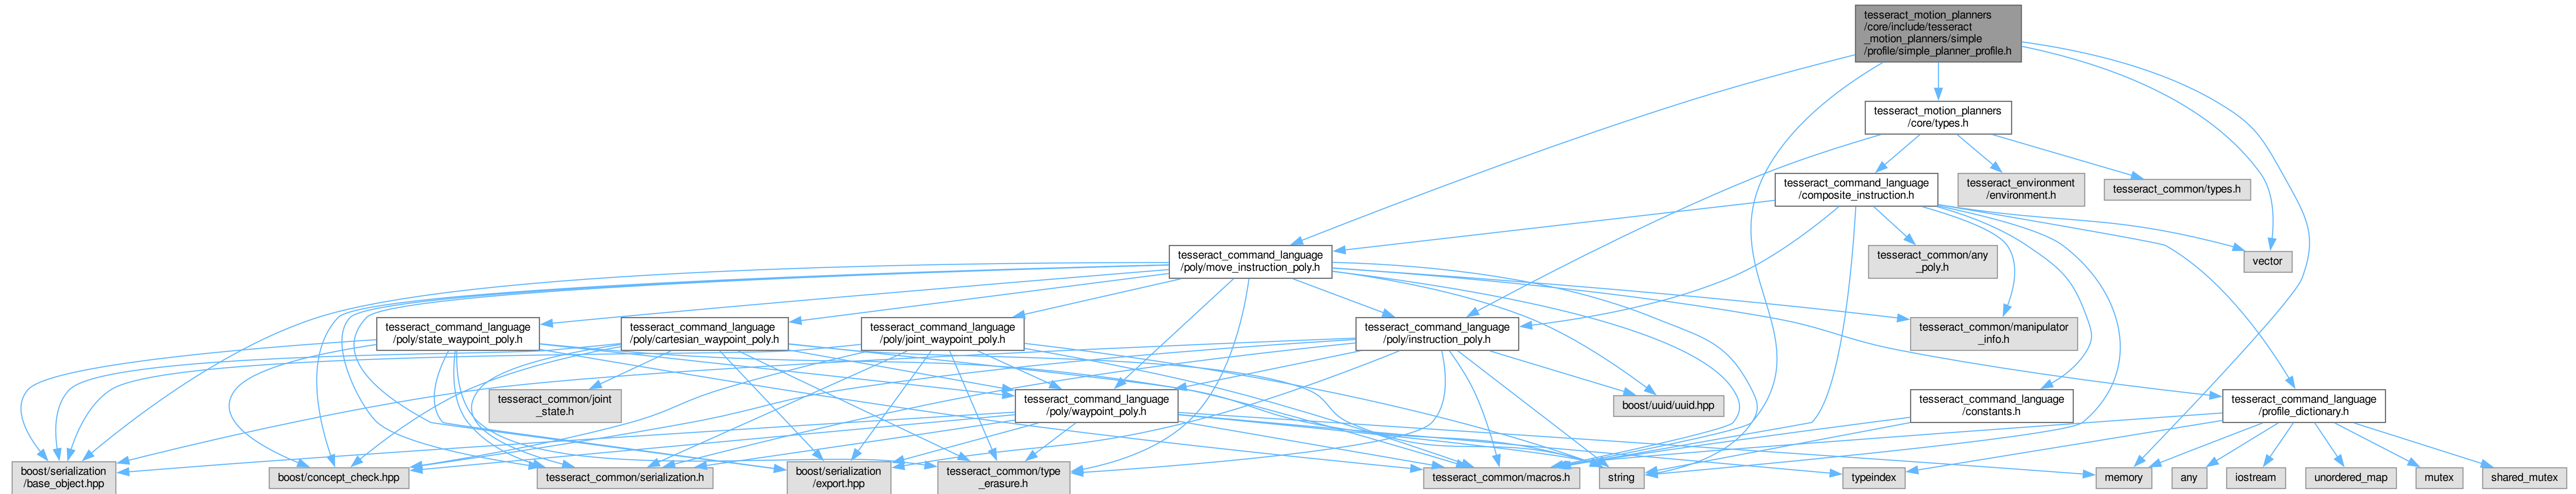 tesseract_motion_planners
/core/include/tesseract
_motion_planners/simple
/profile/simple_planner_profile.h
tesseract_motion_planners
/core/types.h
tesseract_command_language
/composite_instruction.h
tesseract_environment
/environment.h
tesseract_common/types.h
tesseract_command_language
/poly/move_instruction_poly.h
tesseract_common/any
_poly.h
vector
tesseract_command_language
/poly/state_waypoint_poly.h
tesseract_command_language
/poly/cartesian_waypoint_poly.h
tesseract_command_language
/poly/joint_waypoint_poly.h
tesseract_command_language
/poly/instruction_poly.h
tesseract_common/manipulator
_info.h
tesseract_common/joint
_state.h
tesseract_command_language
/poly/waypoint_poly.h
boost/uuid/uuid.hpp
tesseract_command_language
/constants.h
tesseract_command_language
/profile_dictionary.h
boost/serialization
/base_object.hpp
boost/concept_check.hpp
tesseract_common/serialization.h
boost/serialization
/export.hpp
tesseract_common/type
_erasure.h
tesseract_common/macros.h
string
typeindex
memory
any
iostream
unordered_map
mutex
shared_mutex